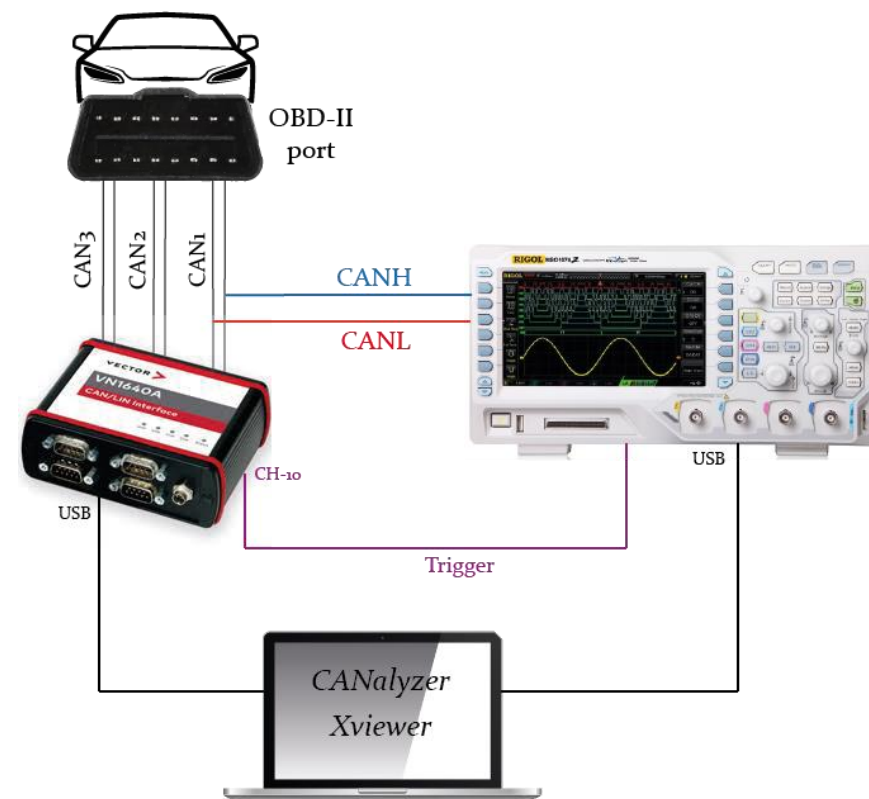 OBD-II
port
CAN3
CAN2
CAN1
CANH
CANL
RIGOL
VECTOR
VN1640A
CAN/LIN Interface
CH-10
USB
USB
Trigger
CANalyzer
Xviewer